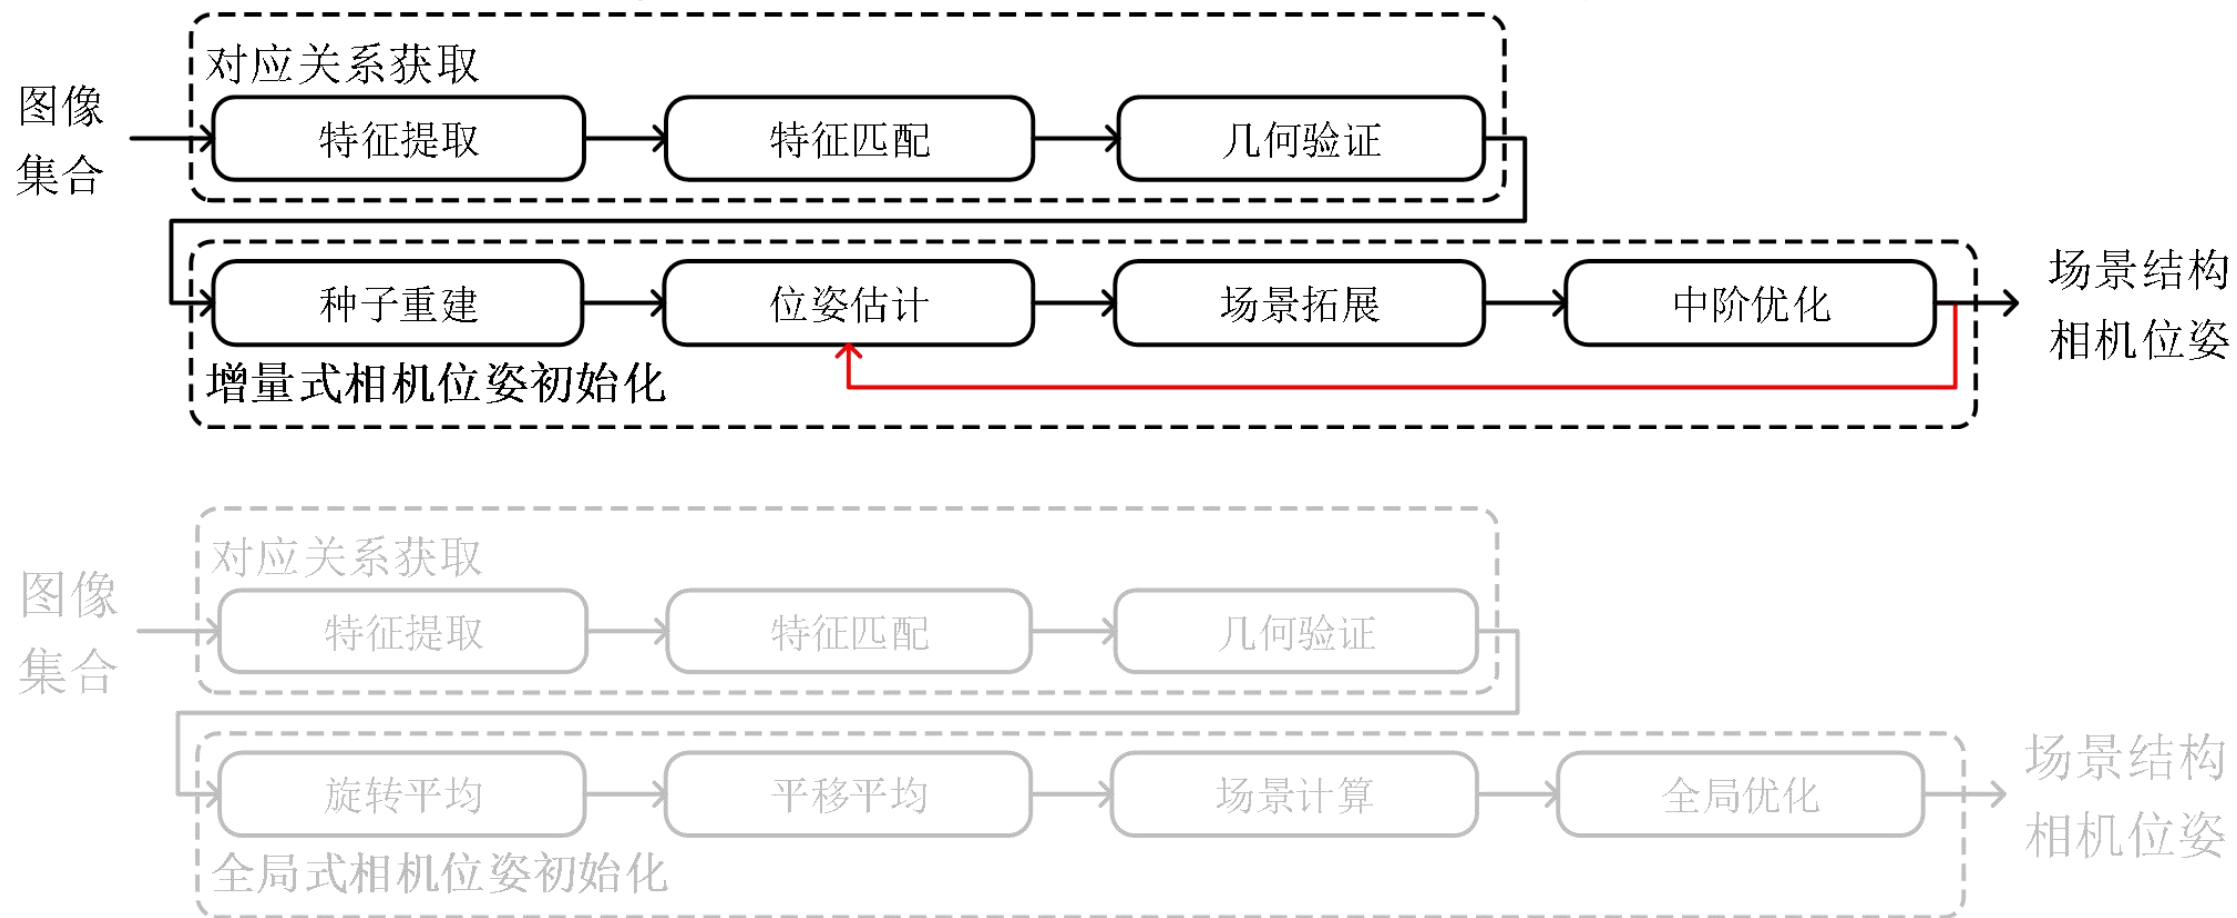 对应关系获取
图像
集合
特征提取
特征匹配
几何验证
种子重建
位姿估计
场景拓展
中阶优化
增量式相机位姿初始化
场景结构
相机位姿
对应关系获取
图像
集合
特征提取
特征匹配
几何验证
旋转平均
平移平均
场景计算
全局优化
全局式相机位姿初始化
场景结构
相机位姿